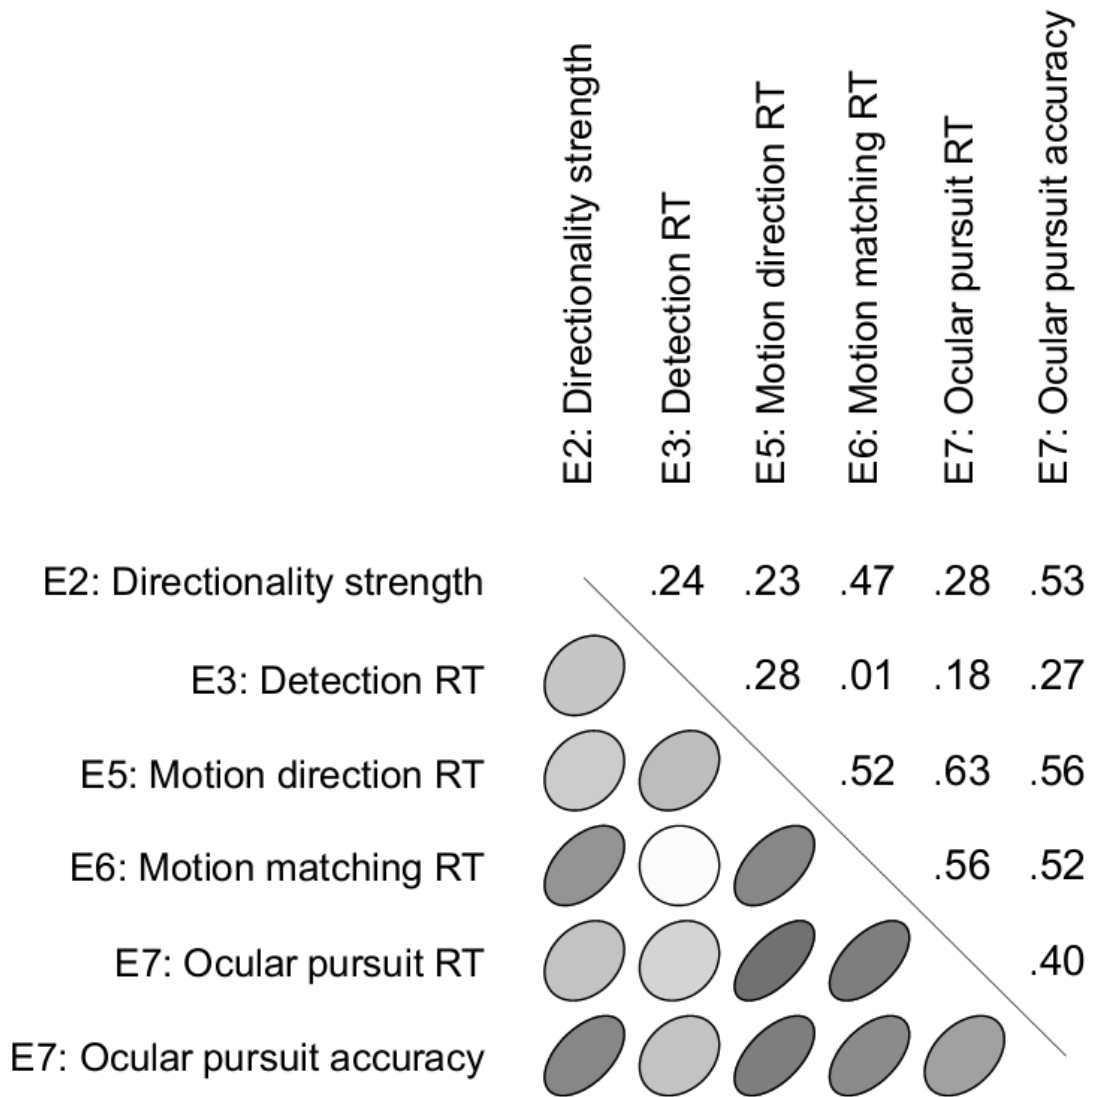 E2: Directionality strength
E3: Detection RT
E5: Motion direction RT
E6: Motion matching RT
E7: Ocular pursuit RT
E7: Ocular pursuit accuracy
E2: Directionality strength .24 .23 .47 .28 .53
E3: Detection RT .28 .01 .18 .27
E5: Motion direction RT .52 .63 .56
E6: Motion matching RT .56 .52
E7: Ocular pursuit RT .40
E7: Ocular pursuit accuracy